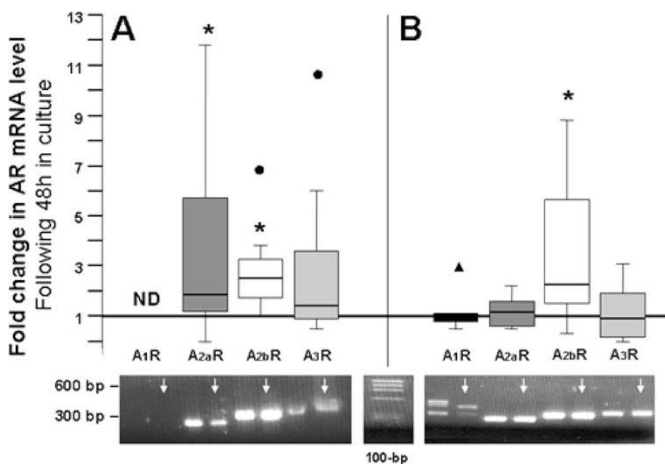 A
B
Fold change in AR mRNA level
Following 48h in culture
13
11
9
7
5
3
1
*
*
*
ND
A1R
A2aR
A2bR
A3R
A1R
A2aR
A2bR
A3R
600 bp
300 bp
100-bp